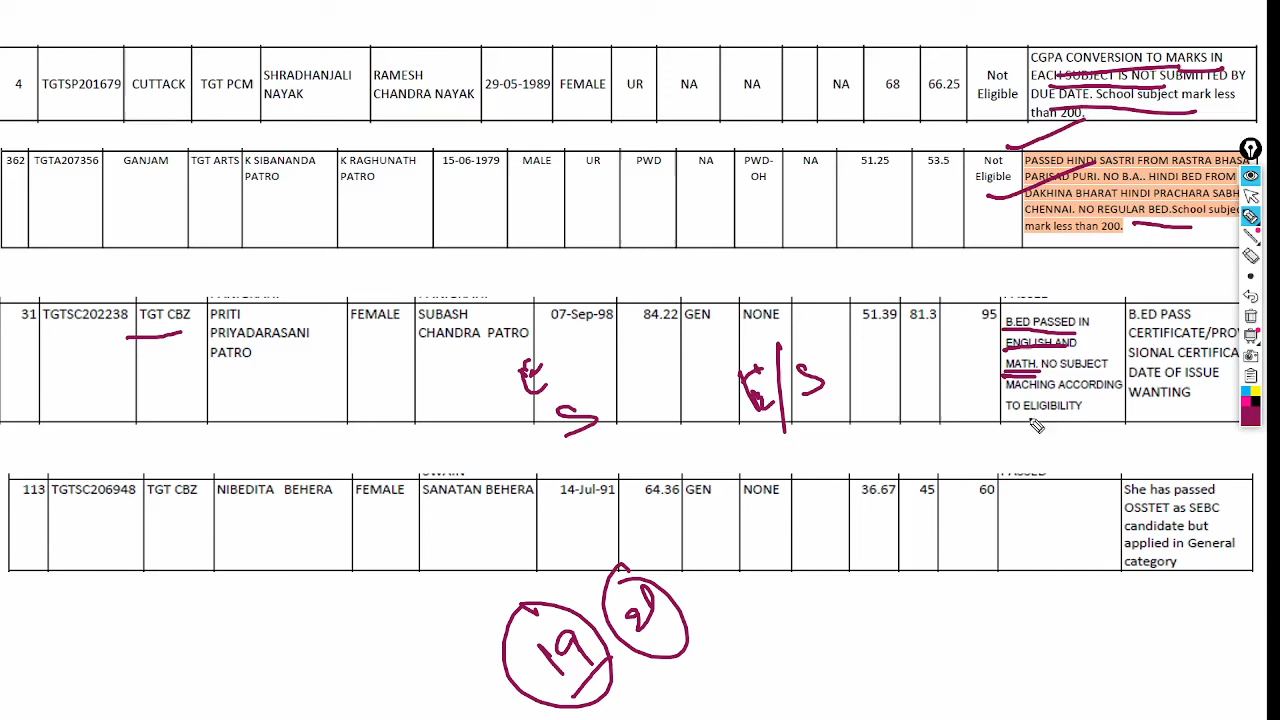 4 TGTSP201679 CUTTACK TGT PCM SHRADHANJALI NAYAK RAMESH CHANDRA NAYAK 29-05-1989 FEMALE UR NA NA NA 68 66.25 Not Eligible
CGPA CONVERSION TO MARKS IN
EACH SUBJECT IS NOT SUBMITTED BY
DUE DATE. School subject mark less
than 200.
362 TGTA207356 GANJAM TGT ARTS K SIBANANDA PATRO K RAGHUNATH PATRO 15-06-1979 MALE UR PWD NA PWD-OH NA 51.25 53.5 Not Eligible
PASSED HINDI SASTRI FROM RASTRA BHASA
PARISAD PURI. NO B.A.. HINDI BED FROM
DAKHINA BHARAT HINDI PRACHARA SABH
CHENNAI. NO REGULAR BED.School subjec
mark less than 200.
31 TGTSC202238 TGT CBZ PRITI PRIYADARASANI PATRO FEMALE SUBASH CHANDRA PATRO 07-Sep-98 84.22 GEN NONE 51.39 81.3 95
B.ED PASSED IN
ENGLISH AND
MATH. NO SUBJECT
MACHING ACCORDING
TO ELIGIBILITY
B.ED PASS
CERTIFICATE/PRO
SIONAL CERTIFICA
DATE OF ISSUE
WANTING
S
S
113 TGTSC206948 TGT CBZ NIBEDITA BEHERA FEMALE SANATAN BEHERA 14-Jul-91 64.36 GEN NONE 36.67 45 60
She has passed
OSSTET as SEBC
candidate but
applied in General
category
19